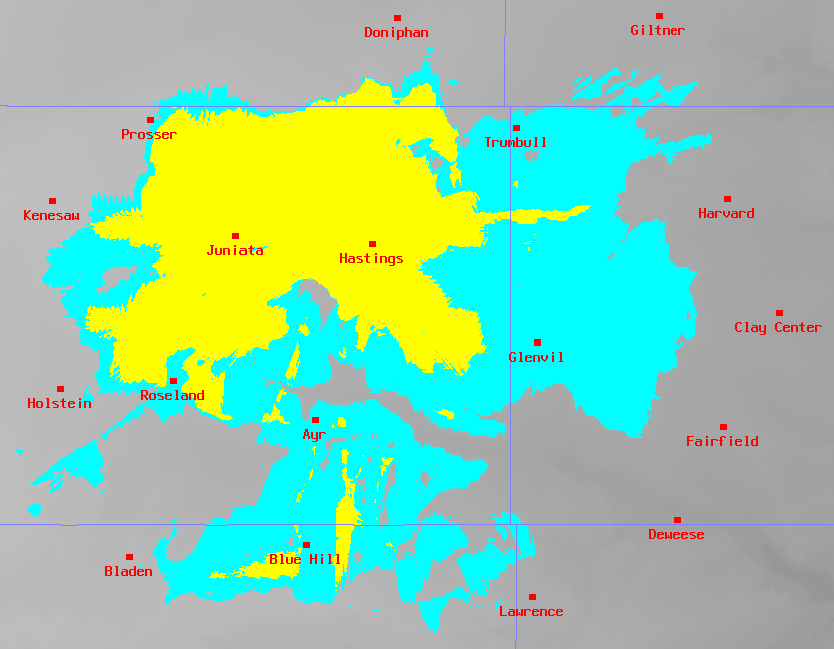 Giltner
Doniphan
Prosser
Trumbull
Kenesaw
Harvard
Juniata
Hastings
Clay Center
Glenvil
Roseland
Holstein
Ayr
Fairfield
Deweese
Blue Hill
Bladen
Lawrence